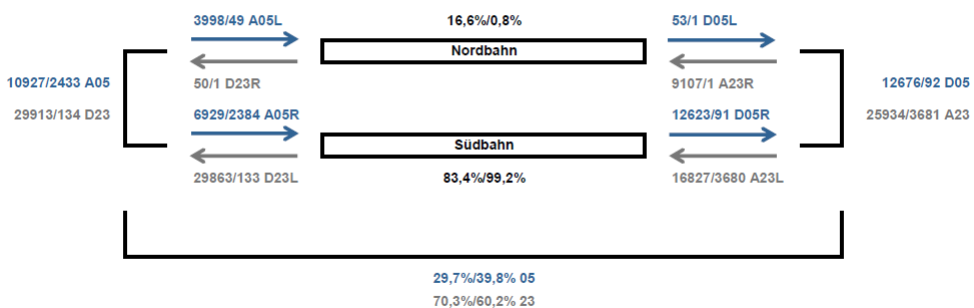 3998/49 A05L 16,6%/0,8% 53/1 D05L
Nordbahn
10927/2433 A05 50/1 D23R 9107/1 A23R 12676/92 D05
29913/134 D23 6929/2384 A05R 12623/91 D05R 25934/3681 A23
Südbahn
29863/133 D23L 83,4%/99,2% 16827/3680 A23L
29,7%/39,8% 05
70,3%/60,2% 23